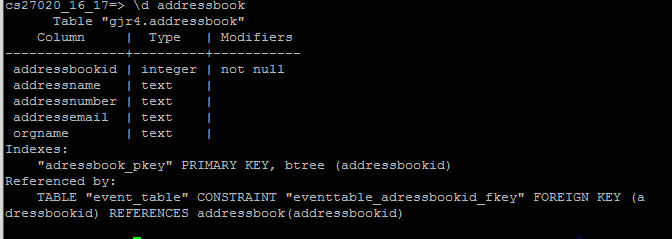 cs27020_16_17=> \d addressbook
Table "gjr4.addressbook"
Column | Type | Modifiers
---------------+---------+-----------
addressbookid | integer | not null
addressname | text |
addressnumber | text |
addressemail | text |
orgname | text |
Indexes:
"adressbook_pkey" PRIMARY KEY, btree (addressbookid)
Referenced by:
TABLE "event_table" CONSTRAINT "eventtable_adressbookid_fkey" FOREIGN KEY (a
dressbookid) REFERENCES addressbook(addressbookid)